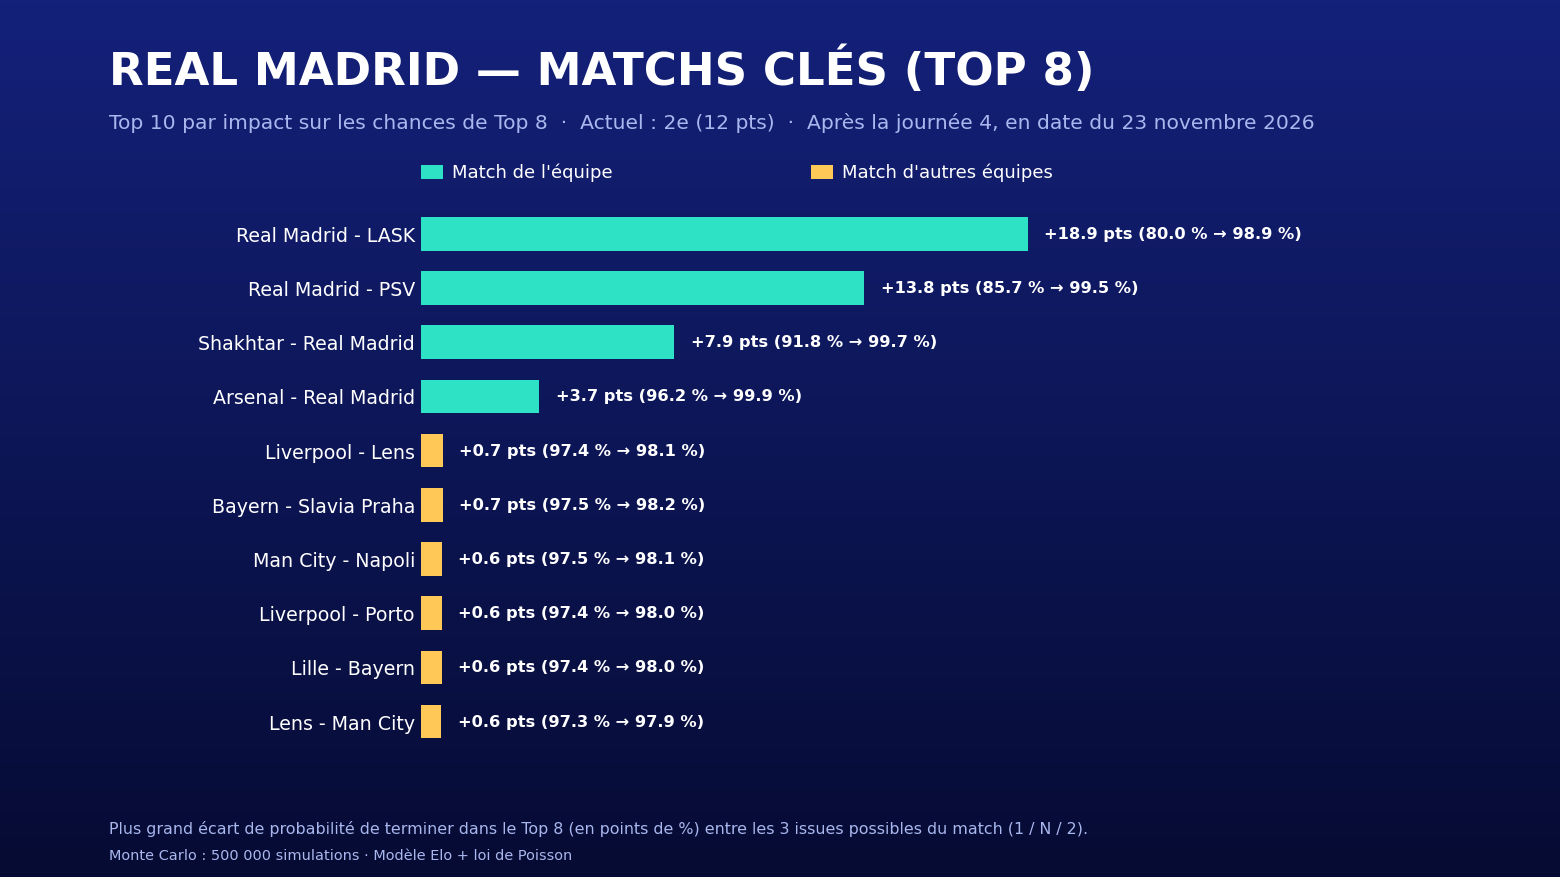 REAL MADRID — MATCHS CLÉS (TOP 8)
Top 10 par impact sur les chances de Top 8 · Actuel : 2e (12 pts) · Après la journée 4, en date du 23 novembre 2026
Match de l'équipe
Match d'autres équipes
Real Madrid - LASK +18.9 pts (80.0 % → 98.9 %)
Real Madrid - PSV +13.8 pts (85.7 % → 99.5 %)
Shakhtar - Real Madrid +7.9 pts (91.8 % → 99.7 %)
Arsenal - Real Madrid +3.7 pts (96.2 % → 99.9 %)
Liverpool - Lens +0.7 pts (97.4 % → 98.1 %)
Bayern - Slavia Praha +0.7 pts (97.5 % → 98.2 %)
Man City - Napoli +0.6 pts (97.5 % → 98.1 %)
Liverpool - Porto +0.6 pts (97.4 % → 98.0 %)
Lille - Bayern +0.6 pts (97.4 % → 98.0 %)
Lens - Man City +0.6 pts (97.3 % → 97.9 %)
Plus grand écart de probabilité de terminer dans le Top 8 (en points de %) entre les 3 issues possibles du match (1 / N / 2).
Monte Carlo : 500 000 simulations · Modèle Elo + loi de Poisson